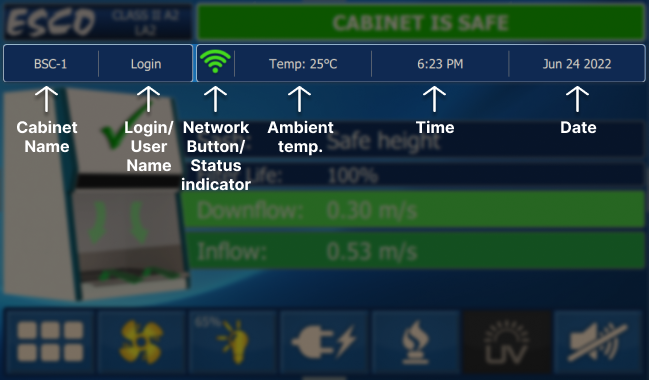 ESCO
CLASS II A2
LA2
CABINET IS SAFE
BSC-1
Login
Temp: 25°C
6:23 PM
Jun 24 2022
Cabinet
Name
Login/
User
Name
Network
Button/
Status
indicator
Ambient
temp.
Time
Date
Safe height
Life:
100%
Downflow:
0.30 m/s
Inflow:
0.53 m/s
65%
UV